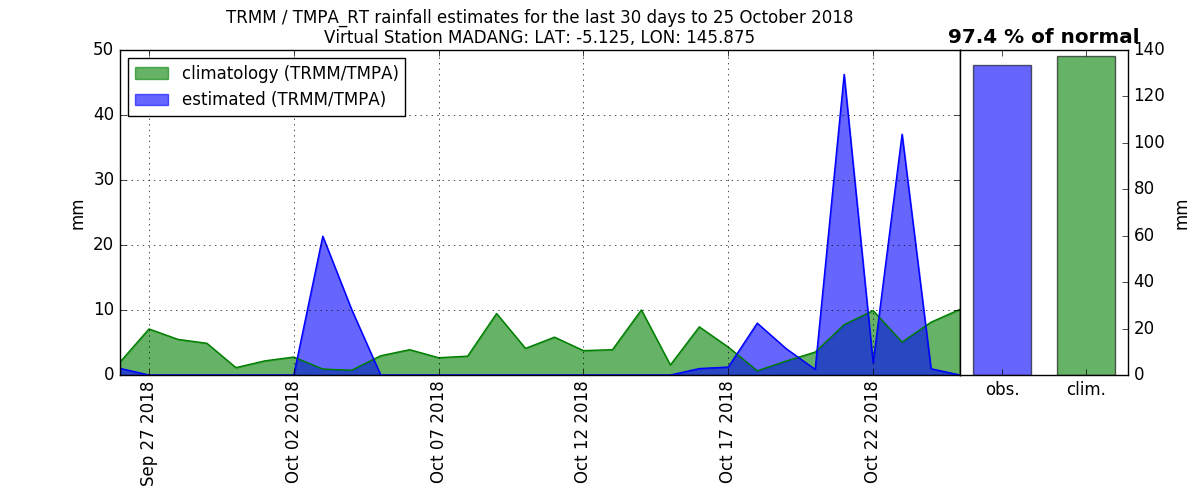 TRMM / TMPA_RT rainfall estimates for the last 30 days to 25 October 2018
Virtual Station MADANG: LAT: -5.125, LON: 145.875
97.4 % of normal
climatology (TRMM/TMPA)
estimated (TRMM/TMPA)
50
40
30
20
10
0
mm
Sep 27 2018
Oct 02 2018
Oct 07 2018
Oct 12 2018
Oct 17 2018
Oct 22 2018
obs.
clim.
140
120
100
80
60
40
20
0
mm